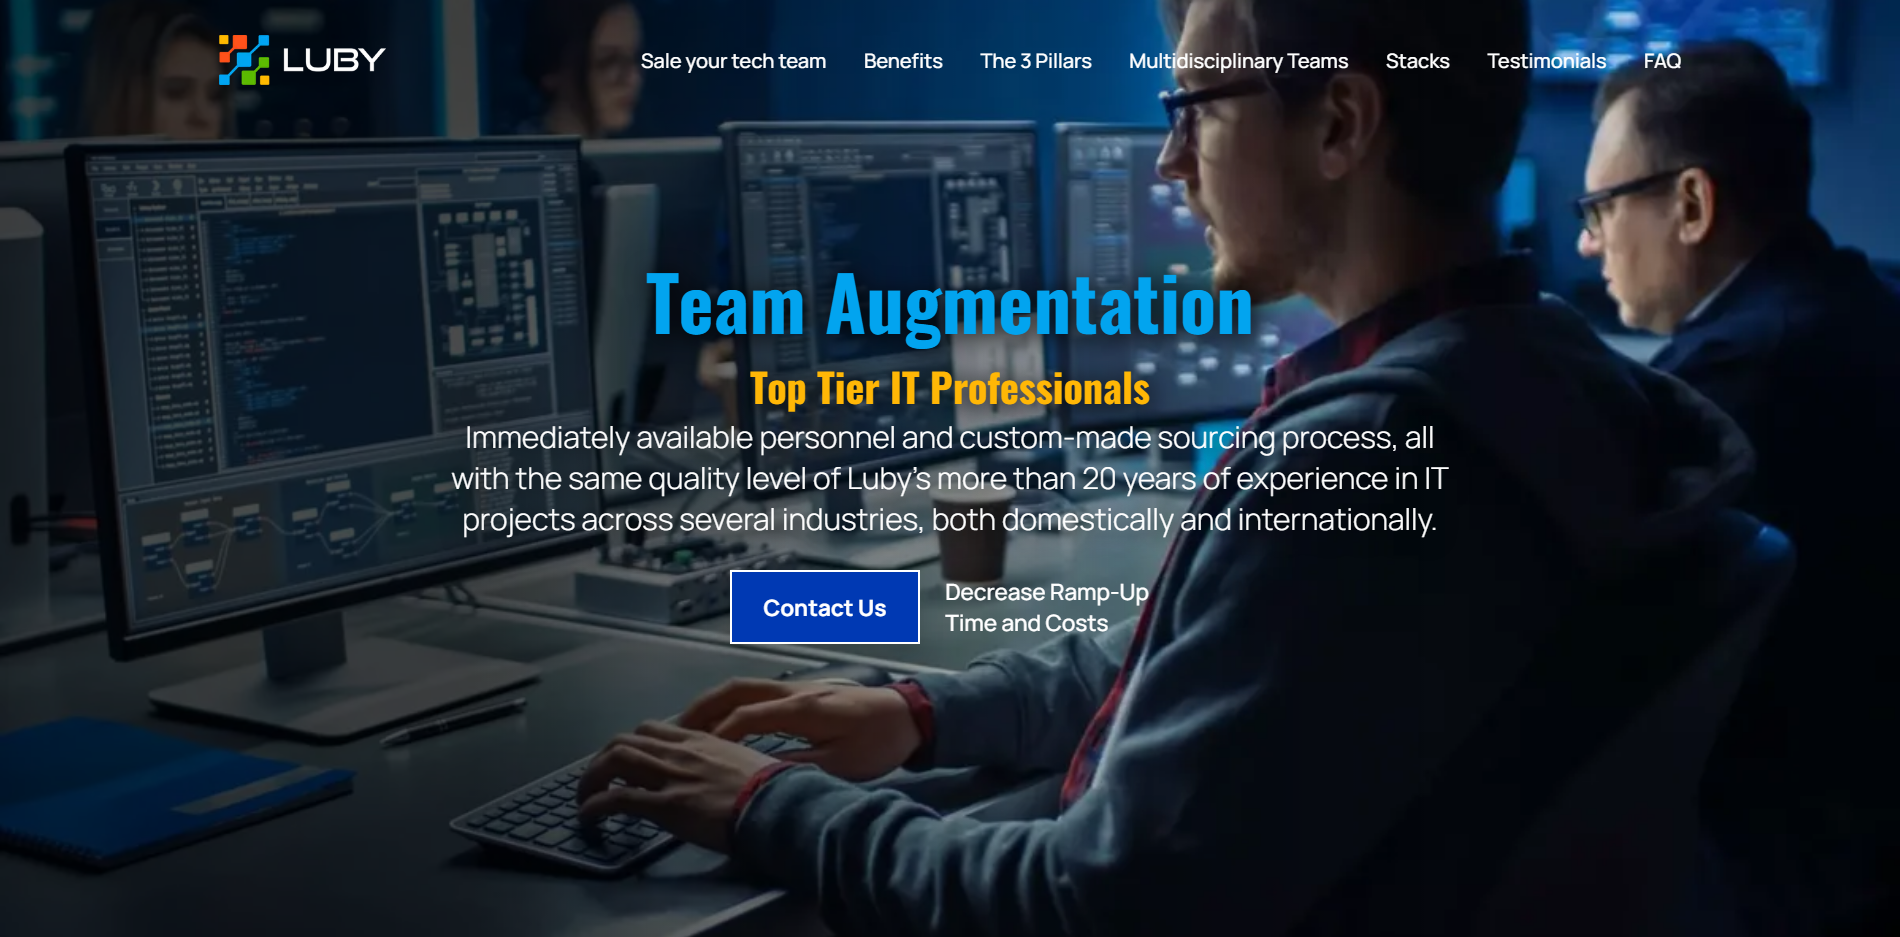 LUBY
Sale your tech team
Benefits
The 3 Pillars
Multidisciplinary Teams
Stacks
Testimonials
FAQ
Team Augmentation
Top Tier IT Professionals
Immediately available personnel and custom-made sourcing process, all
with the same quality level of Luby’s more than 20 years of experience in IT
projects across several industries, both domestically and internationally.
Contact Us
Decrease Ramp-Up
Time and Costs